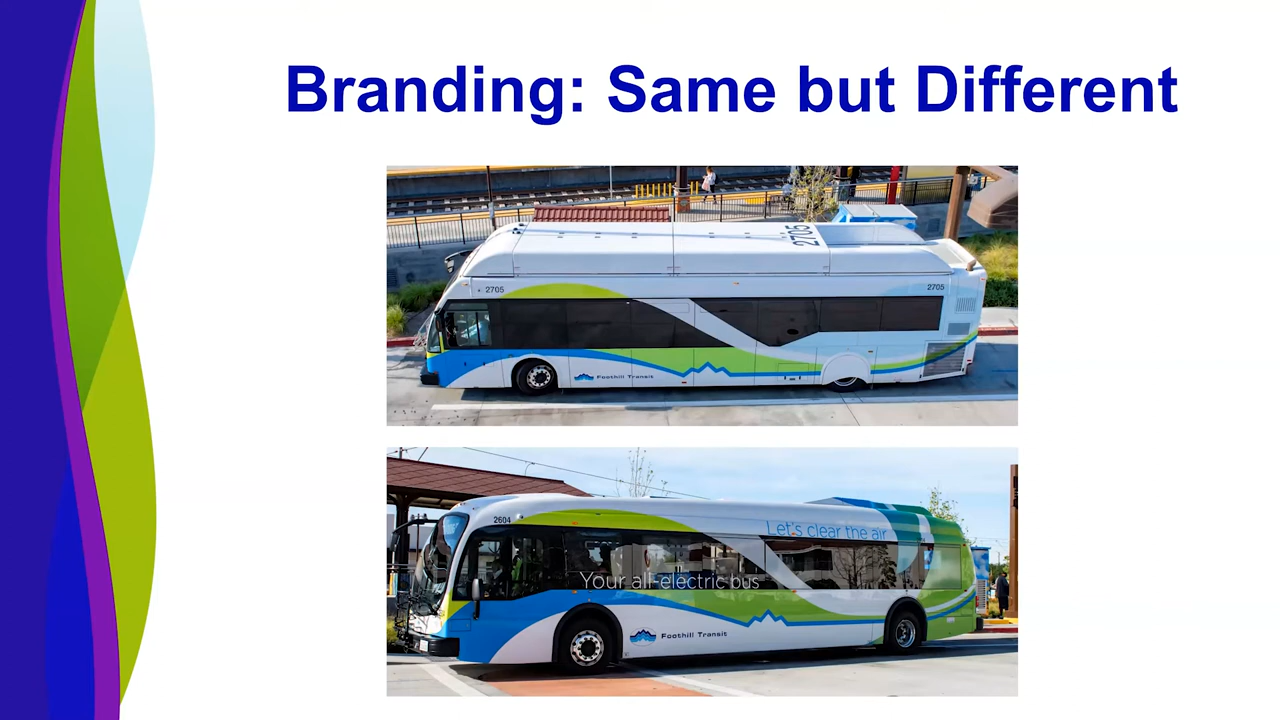 Branding: Same but Different
2705
2705
2705
Foothill Transit
2604
Let's clear the air
Your all-electric bus
Foothill Transit